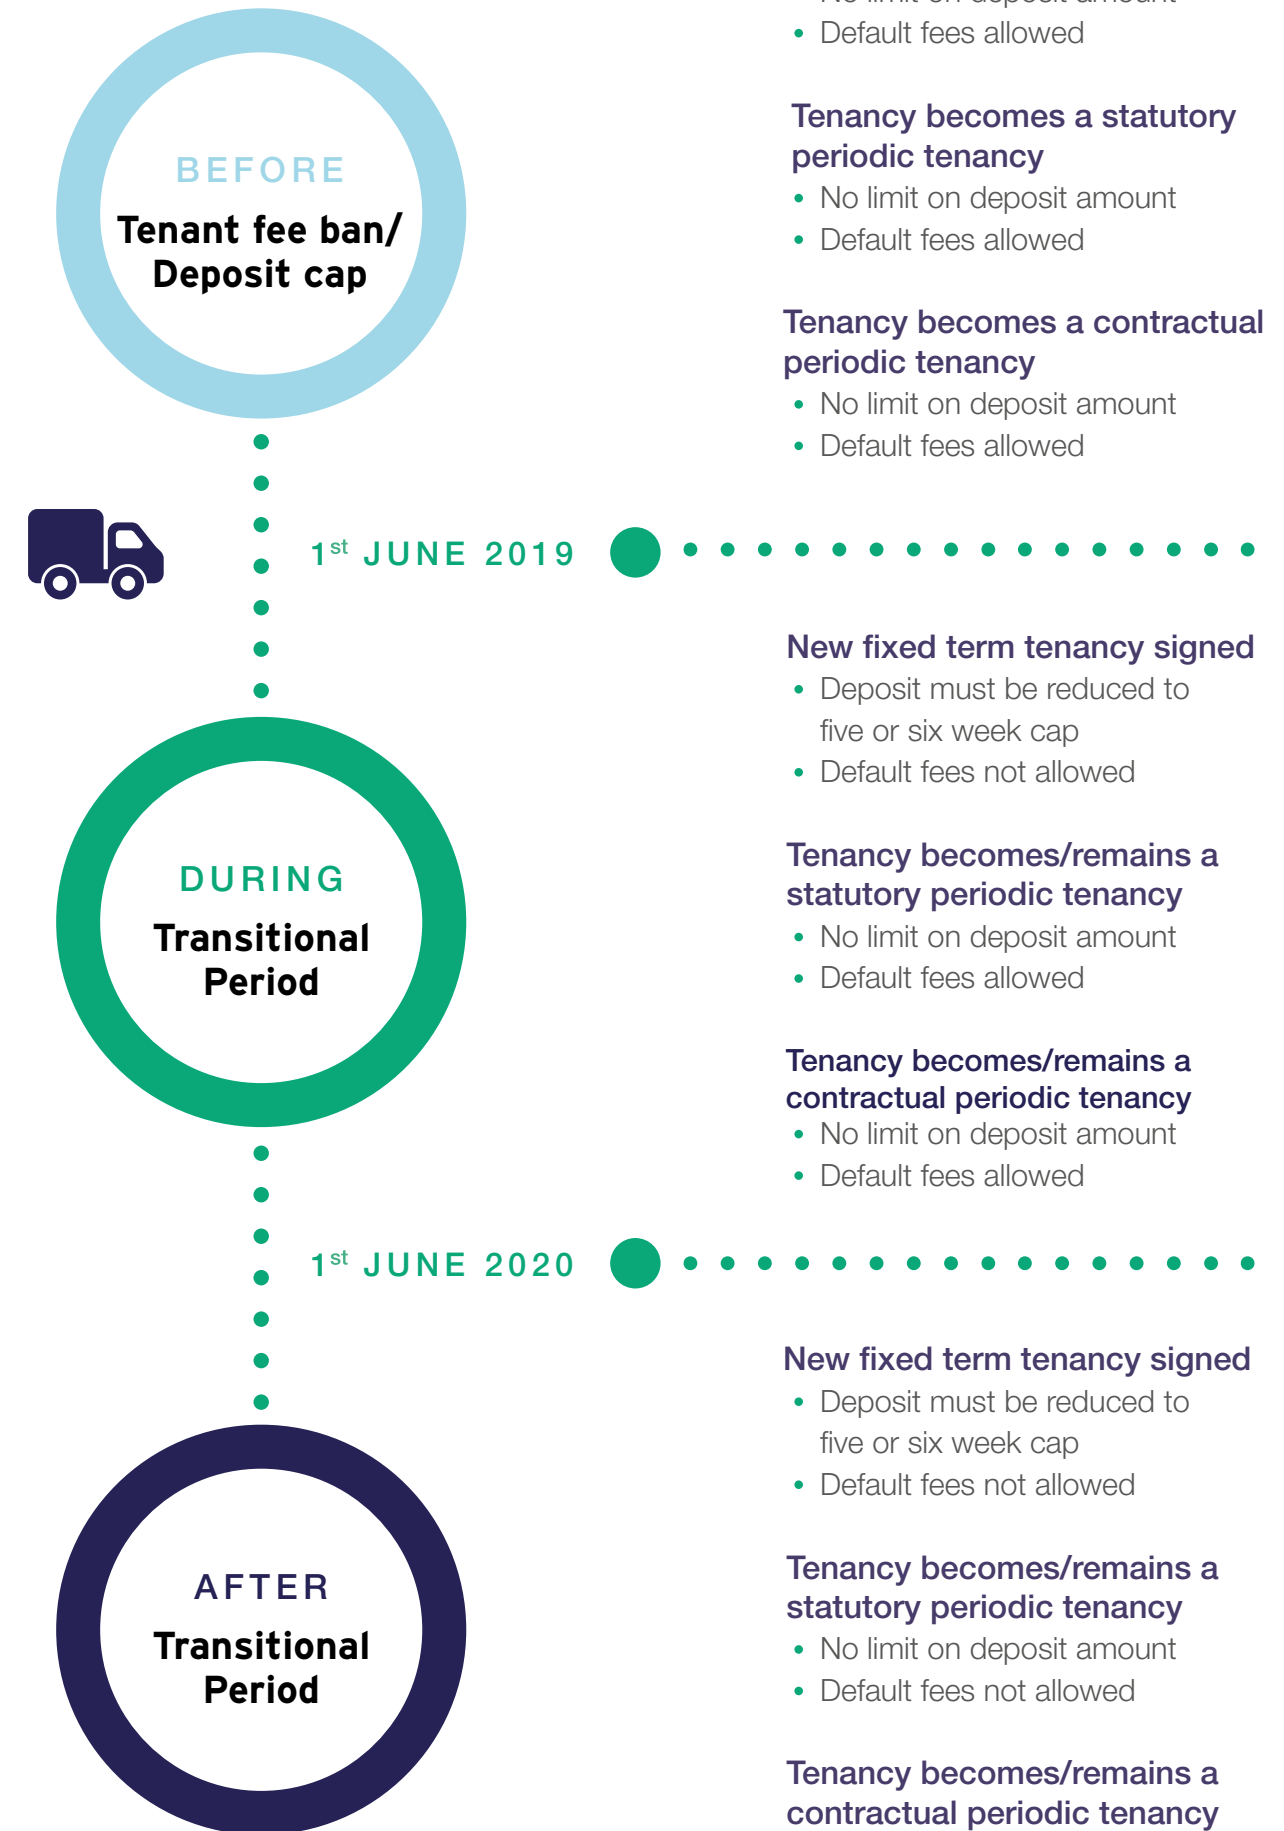 No limit on deposit amount
• Default fees allowed
BEFORE
Tenant fee ban/
Deposit cap
Tenancy becomes a statutory
periodic tenancy
• No limit on deposit amount
• Default fees allowed
Tenancy becomes a contractual
periodic tenancy
• No limit on deposit amount
• Default fees allowed
1st JUNE 2019
DURING
Transitional
Period
New fixed term tenancy signed
• Deposit must be reduced to
five or six week cap
• Default fees not allowed
Tenancy becomes/remains a
statutory periodic tenancy
• No limit on deposit amount
• Default fees allowed
Tenancy becomes/remains a
contractual periodic tenancy
• No limit on deposit amount
• Default fees allowed
1st JUNE 2020
AFTER
Transitional
Period
New fixed term tenancy signed
• Deposit must be reduced to
five or six week cap
• Default fees not allowed
Tenancy becomes/remains a
statutory periodic tenancy
• No limit on deposit amount
• Default fees not allowed
Tenancy becomes/remains a
contractual periodic tenancy